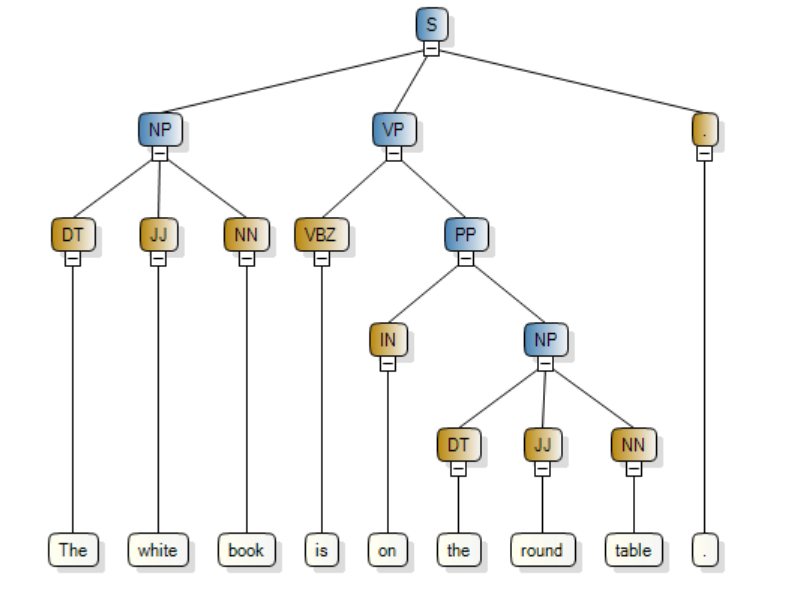 S
NP VP .
DT JJ NN VBZ PP
IN NP
DT JJ NN
The white book is on the round table .